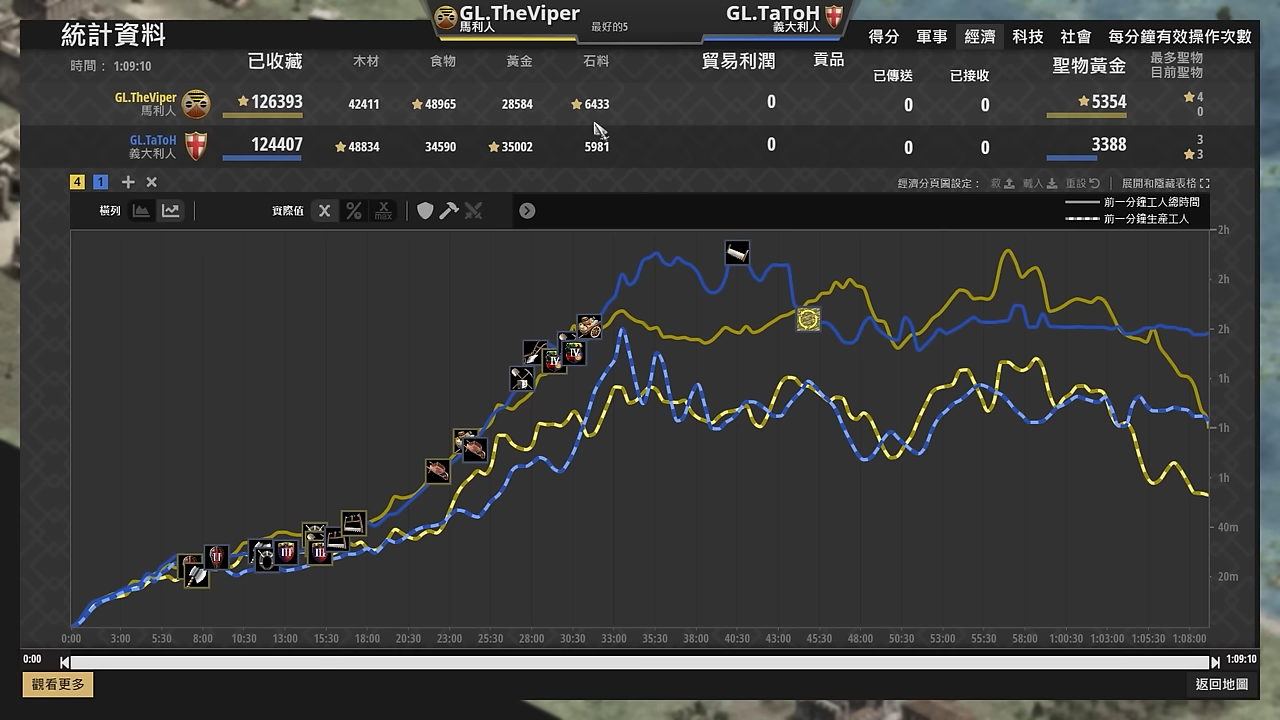 GL.TheViper
馬利人
最好的5
GL.TaToH
義大利人
統計資料
得分 軍事 經濟 科技 社會 每分鐘有效操作次數
時間： 1:09:10
已收藏 木材 食物 黃金 石料 貿易利潤 貢品 已傳送 已接收 聖物黃金 最多聖物
目前聖物
GL.TheViper
馬利人
126393 42411 48965 28584 6433 0 0 0 5354 4
0
GL.TaToH
義大利人
124407 48834 34590 35002 5981 0 0 0 3388 3
3
4 1
經濟分頁圖設定： 載入 重設 展開和隱藏表格
橫列 實際值 X % X
max
前一分鐘工人總時間
前一分鐘生產工人
2h
2h
2h
1h
1h
1h
40m
20m
II III III IV IV
0:00 3:00 5:30 8:00 10:30 13:00 15:30 18:00 20:30 23:00 25:30 28:00 30:30 33:00 35:30 38:00 40:30 43:00 45:30 48:00 50:30 53:00 55:30 58:00 1:00:30 1:03:00 1:05:30 1:08:00
0:00 1:09:10
觀看更多
返回地圖